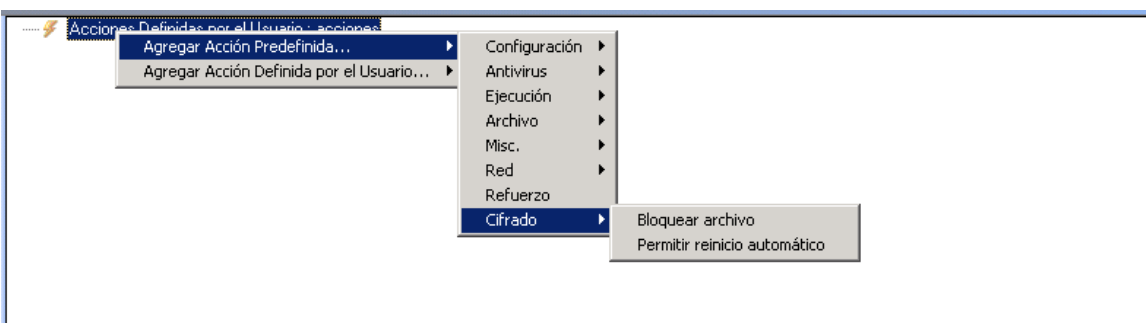 Acciones Definidas por el Usuario : acciones
Agregar Acción Predefinida...
Agregar Acción Definida por el Usuario...
Configuración
Antivirus
Ejecución
Archivo
Misc.
Red
Refuerzo
Cifrado
Bloquear archivo
Permitir reinicio automático